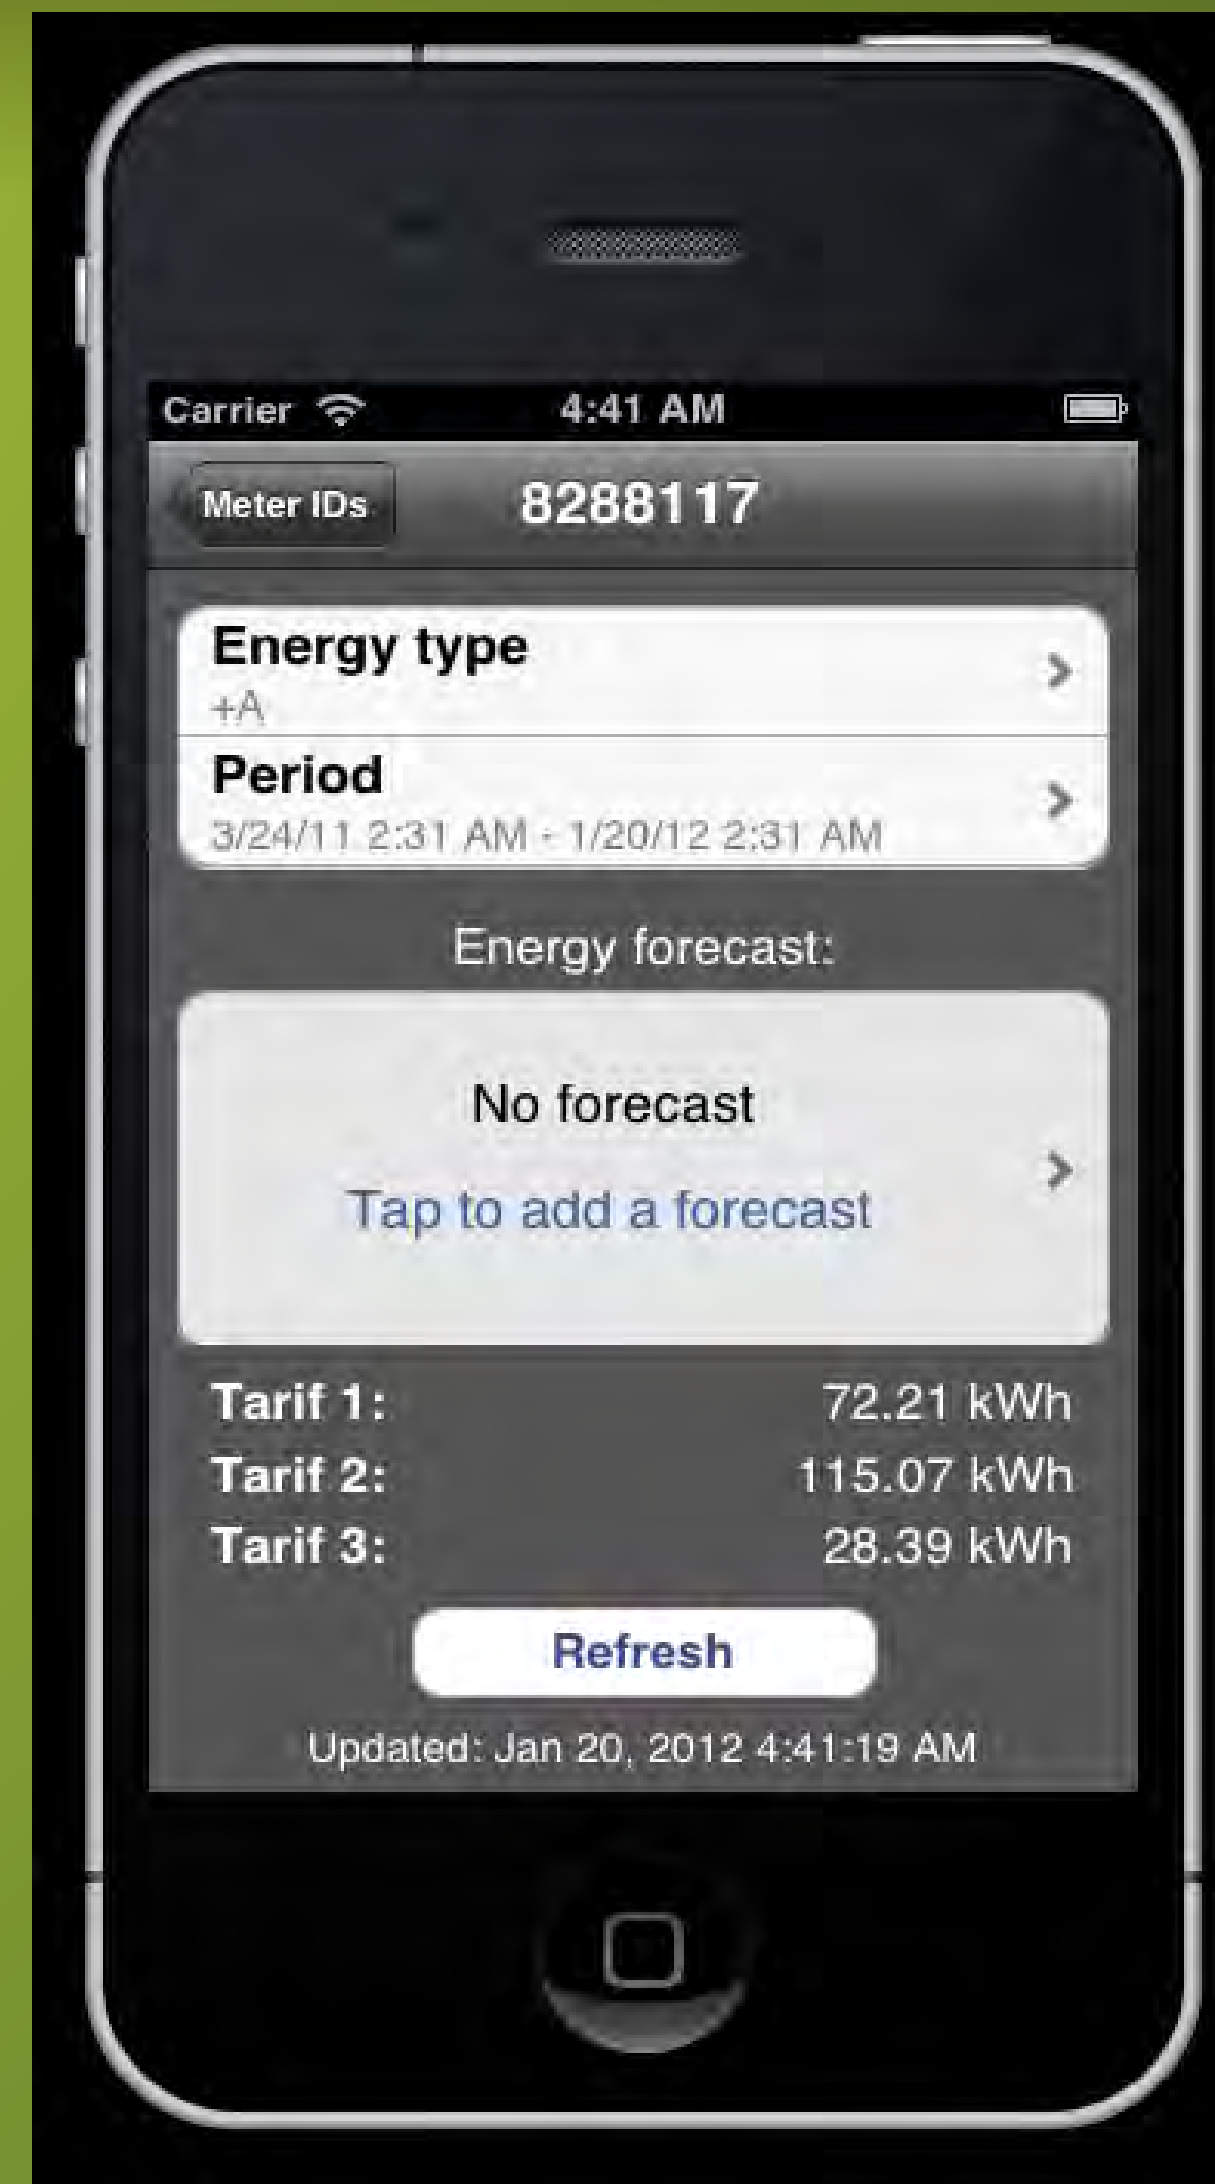 Carrier 4:41 AM
Meter IDs 8288117
Energy type
+A
Period
3/24/11 2:31 AM - 1/20/12 2:31 AM
Energy forecast:
No forecast
Tap to add a forecast
Tarif 1: 72.21 kWh
Tarif 2: 115.07 kWh
Tarif 3: 28.39 kWh
Refresh
Updated: Jan 20, 2012 4:41:19 AM